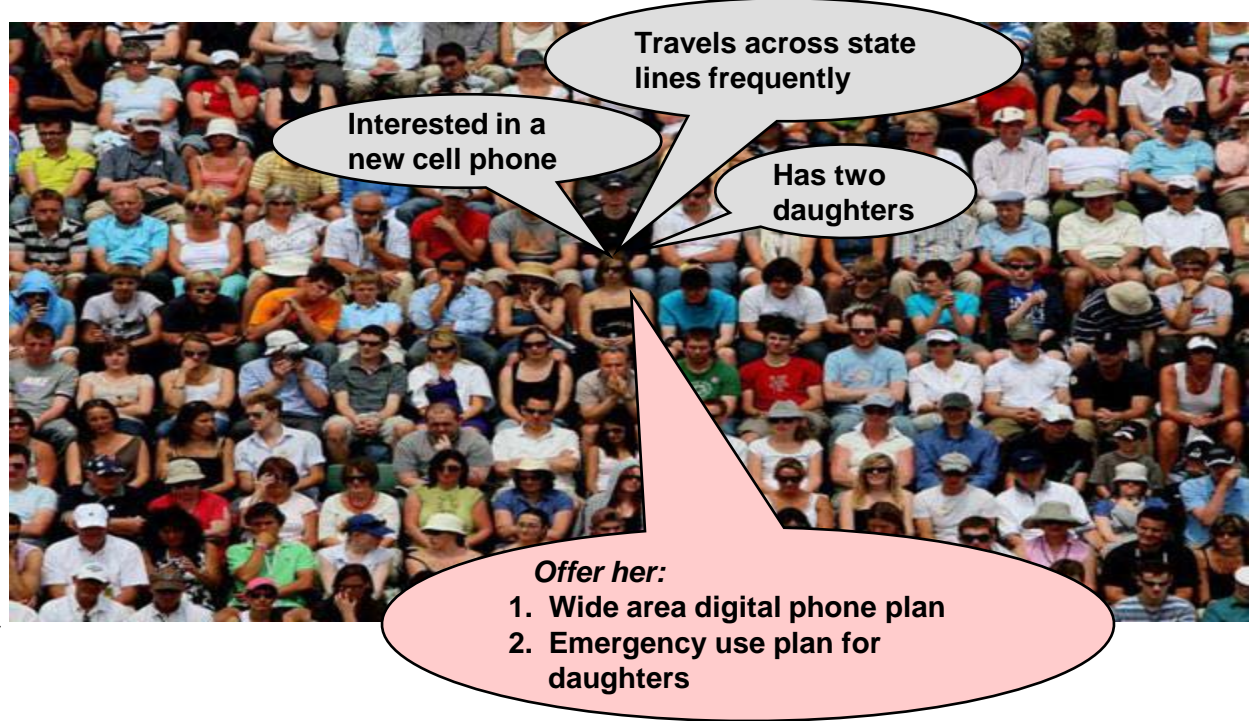 Travels across state
lines frequently
Interested in a
new cell phone
Has two
daughters
Offer her:
1. Wide area digital phone plan
2. Emergency use plan for
daughters